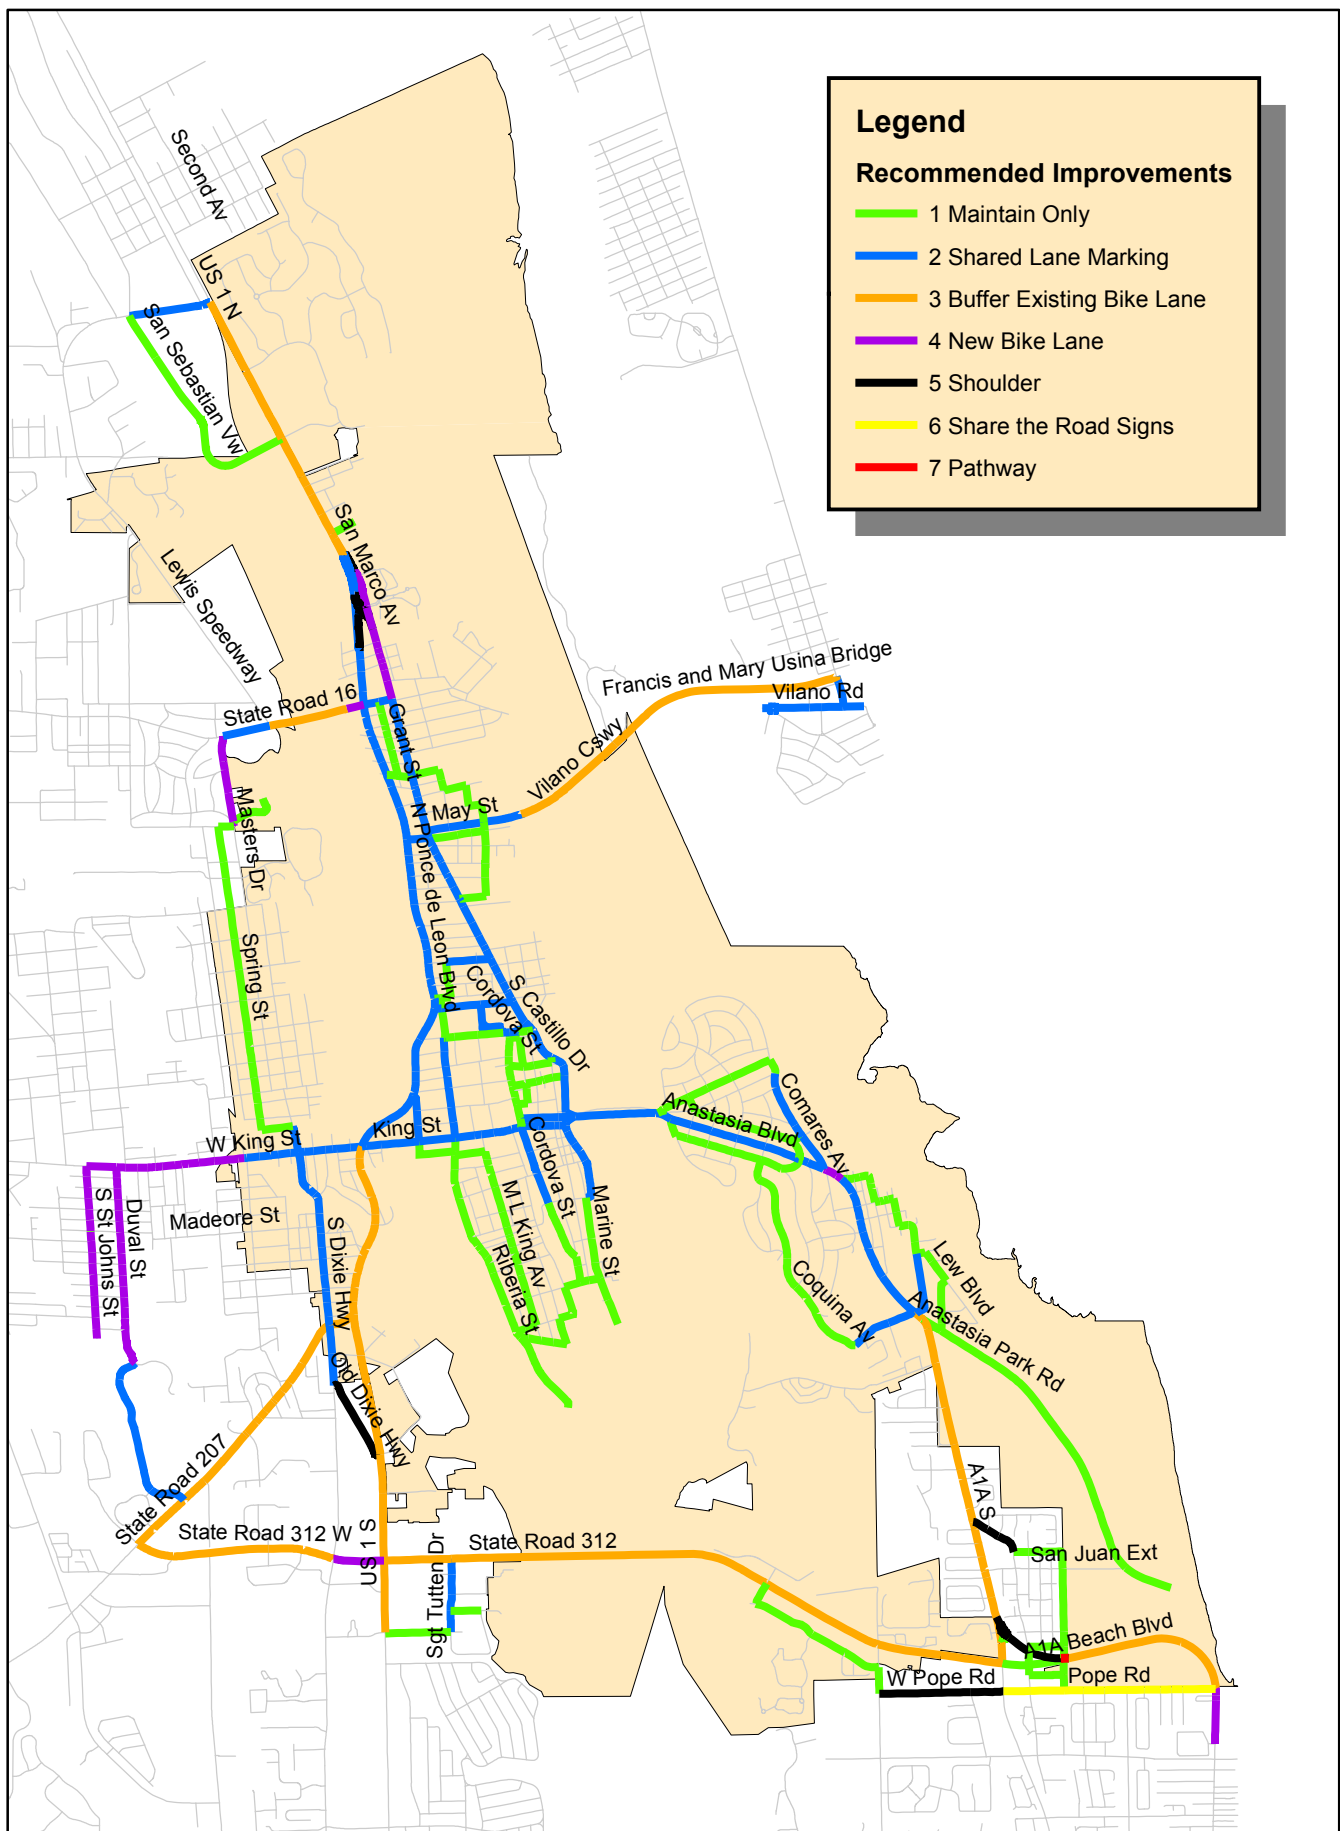 Legend
Recommended Improvements
1 Maintain Only
2 Shared Lane Marking
3 Buffer Existing Bike Lane
4 New Bike Lane
5 Shoulder
6 Share the Road Signs
7 Pathway
Second Av
US 1 N
San Sebastian Vw
San Marco Av
Lewis Speedway
Francis and Mary Usina Bridge
Vilano Rd
State Road 16
Grant St
Vilano Cswy
May St
Masters Dr
N Ponce de Leon Blvd
Spring St
Cordova St
S Castillo Dr
Comares Av
Anastasia Blvd
King St
W King St
Cordova St
Marine St
M L King Av
Riberia St
Madeore St
Duval St
S St Johns St
S Dixie Hwy
Lew Blvd
Coquina Av
Anastasia Park Rd
Old Dixie Hwy
State Road 207
A1A S
State Road 312 W
US 1 S
State Road 312
Sgt Tutten Dr
San Juan Ext
A1A Beach Blvd
W Pope Rd
Pope Rd